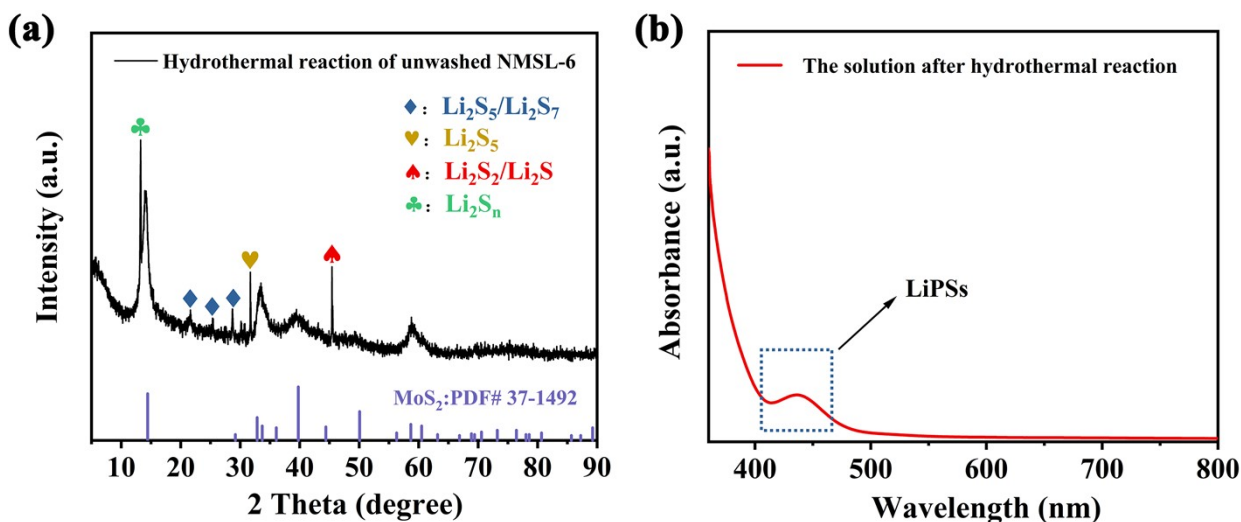 (a)
Hydrothermal reaction of unwashed NMSL-6
♦ : Li₂S₅/Li₂S₇
♥ : Li₂S₅
♠ : Li₂S₂/Li₂S
♣ : Li₂Sₙ
MoS₂:PDF# 37-1492
Intensity (a.u.)
10 20 30 40 50 60 70 80 90
2 Theta (degree)
(b)
The solution after hydrothermal reaction
LiPSs
Absorbance (a.u.)
400 500 600 700 800
Wavelength (nm)